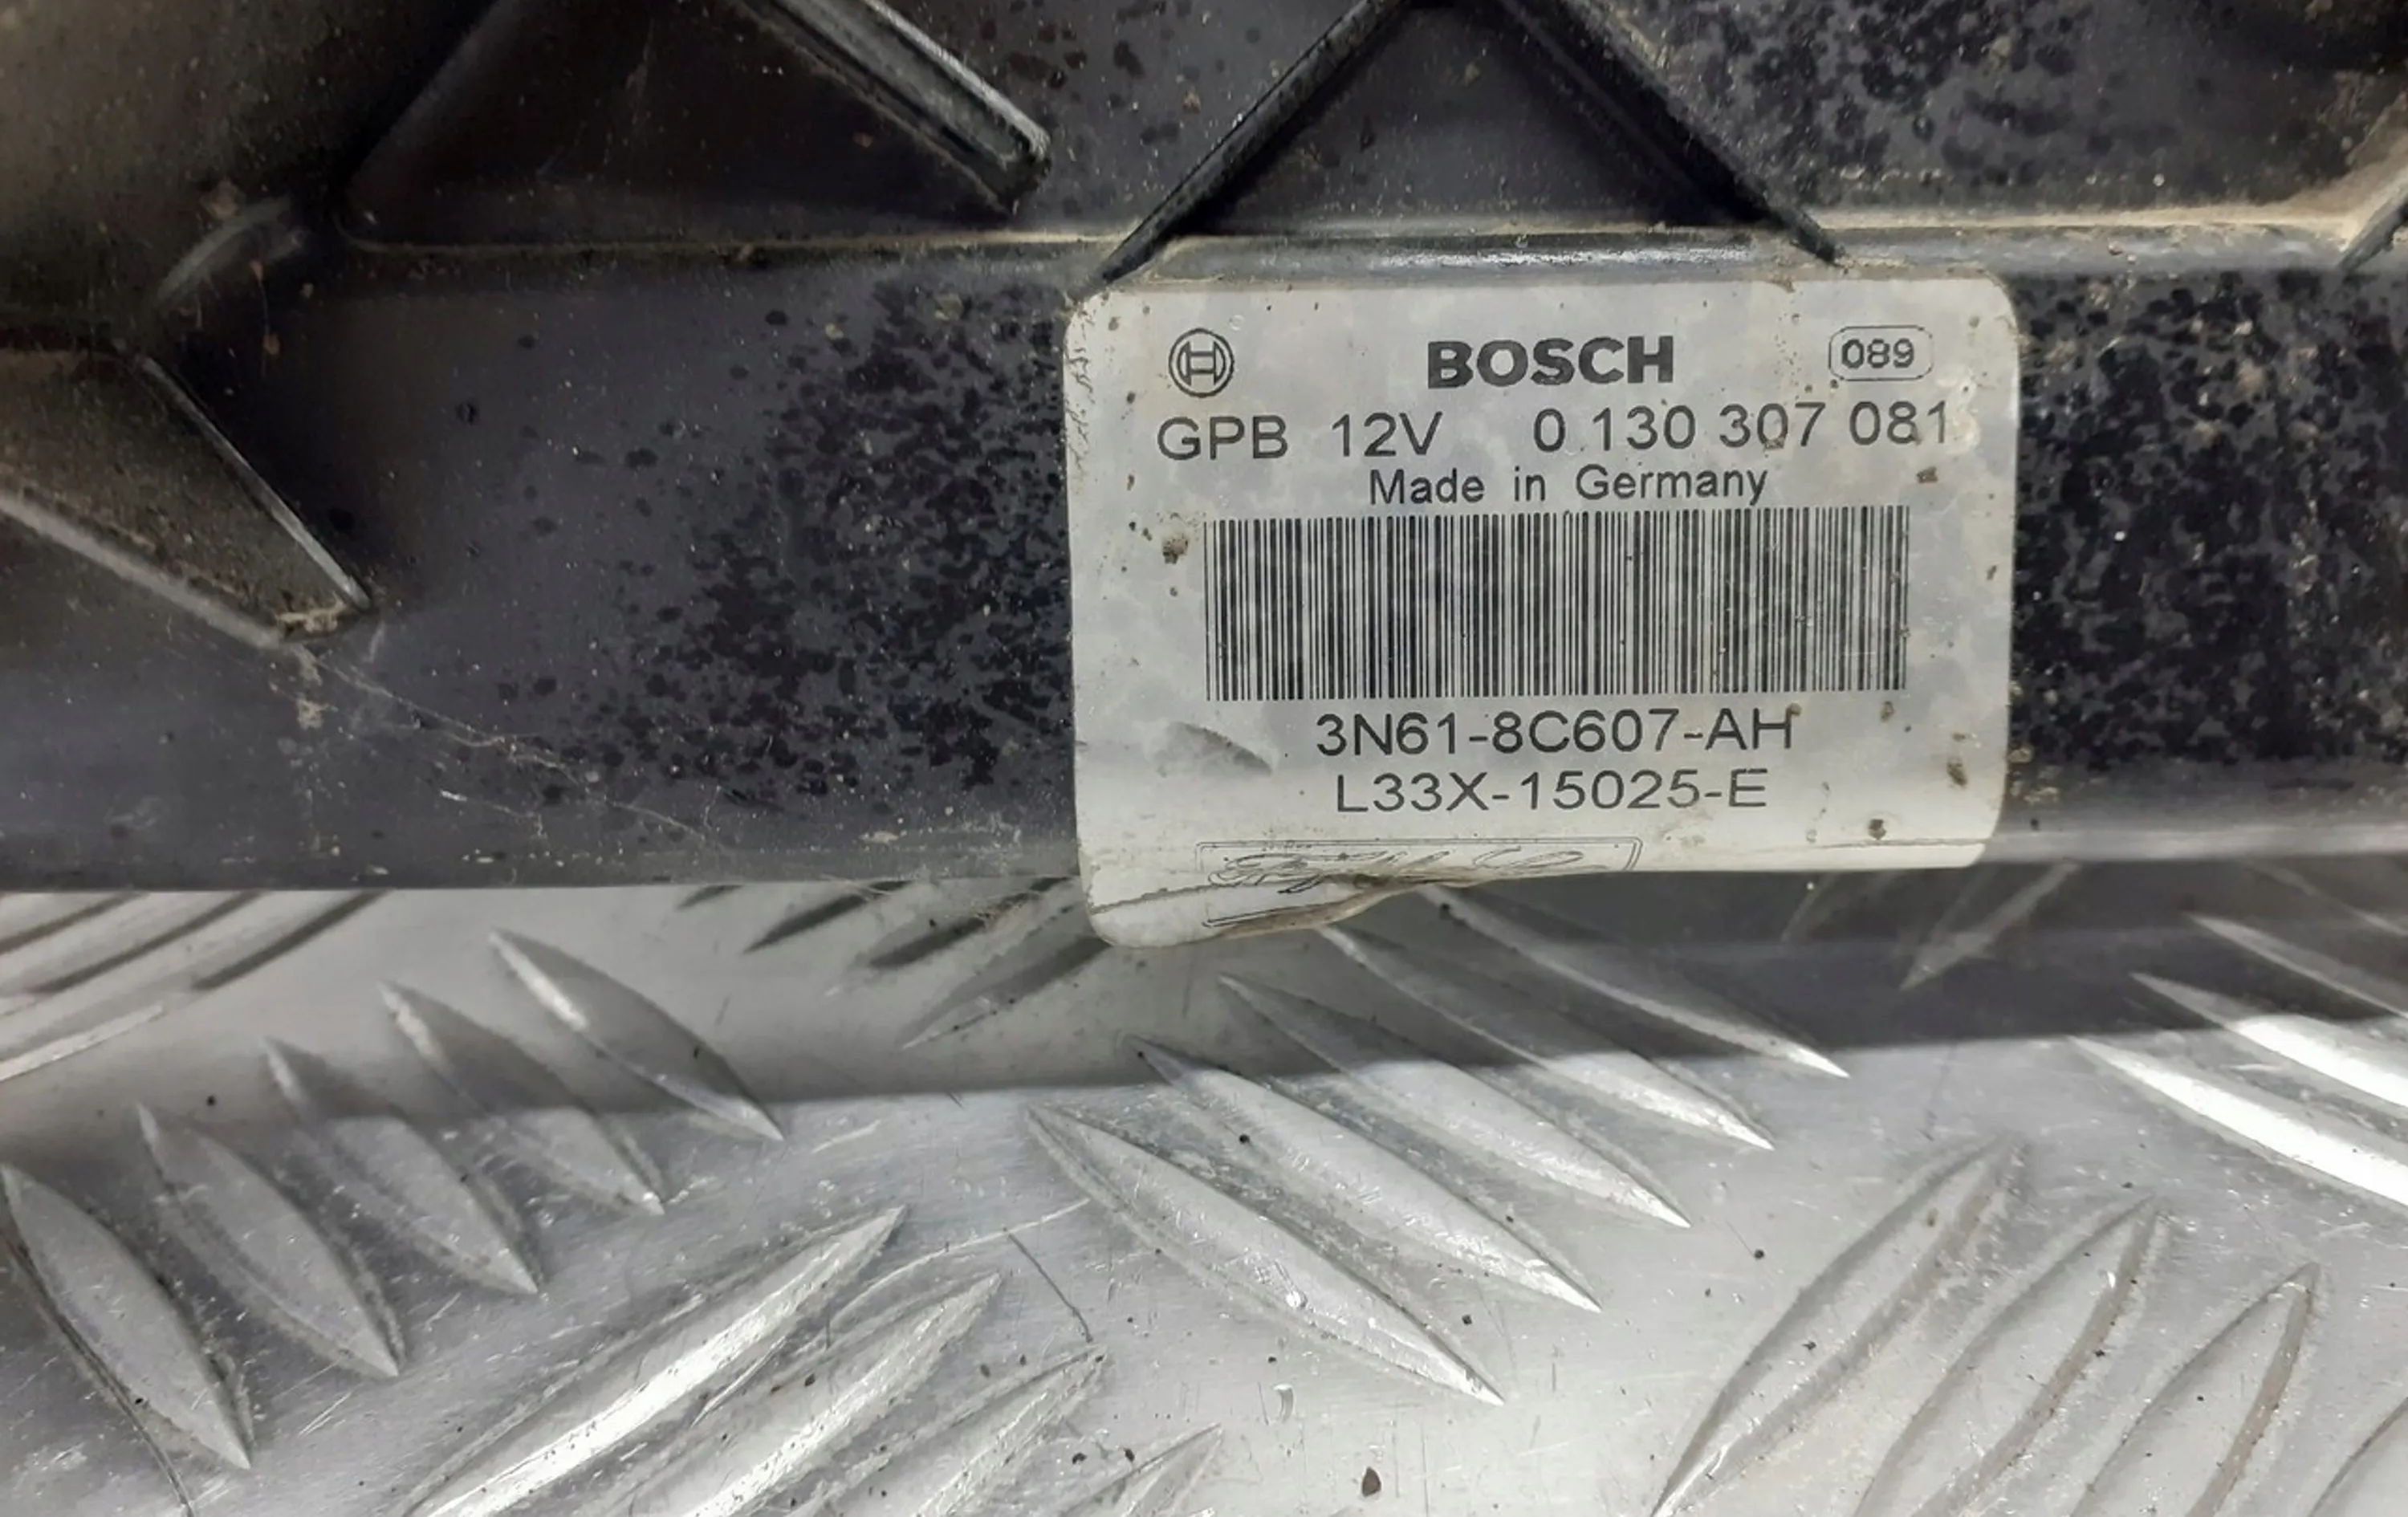 BOSCH 089
GPB 12V 0 130 307 081
Made in Germany
3N61-8C607-AH
L33X-15025-E